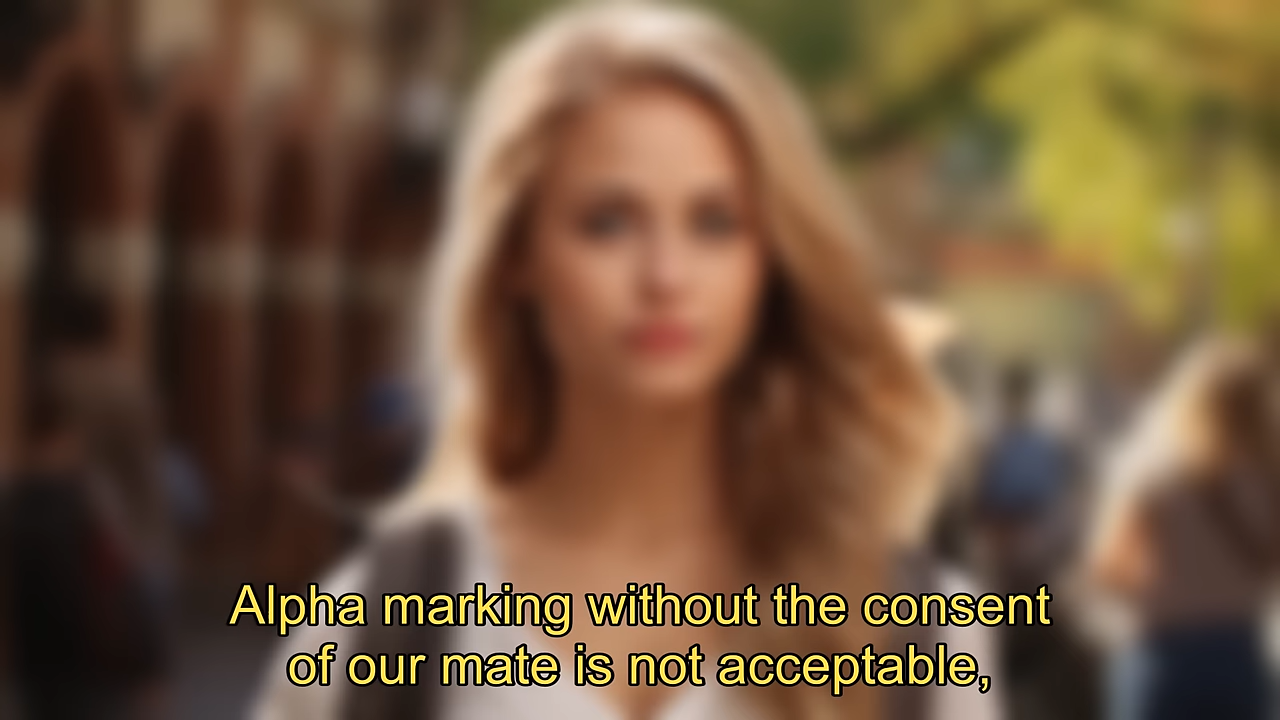 Alpha marking without the consent
of our mate is not acceptable,